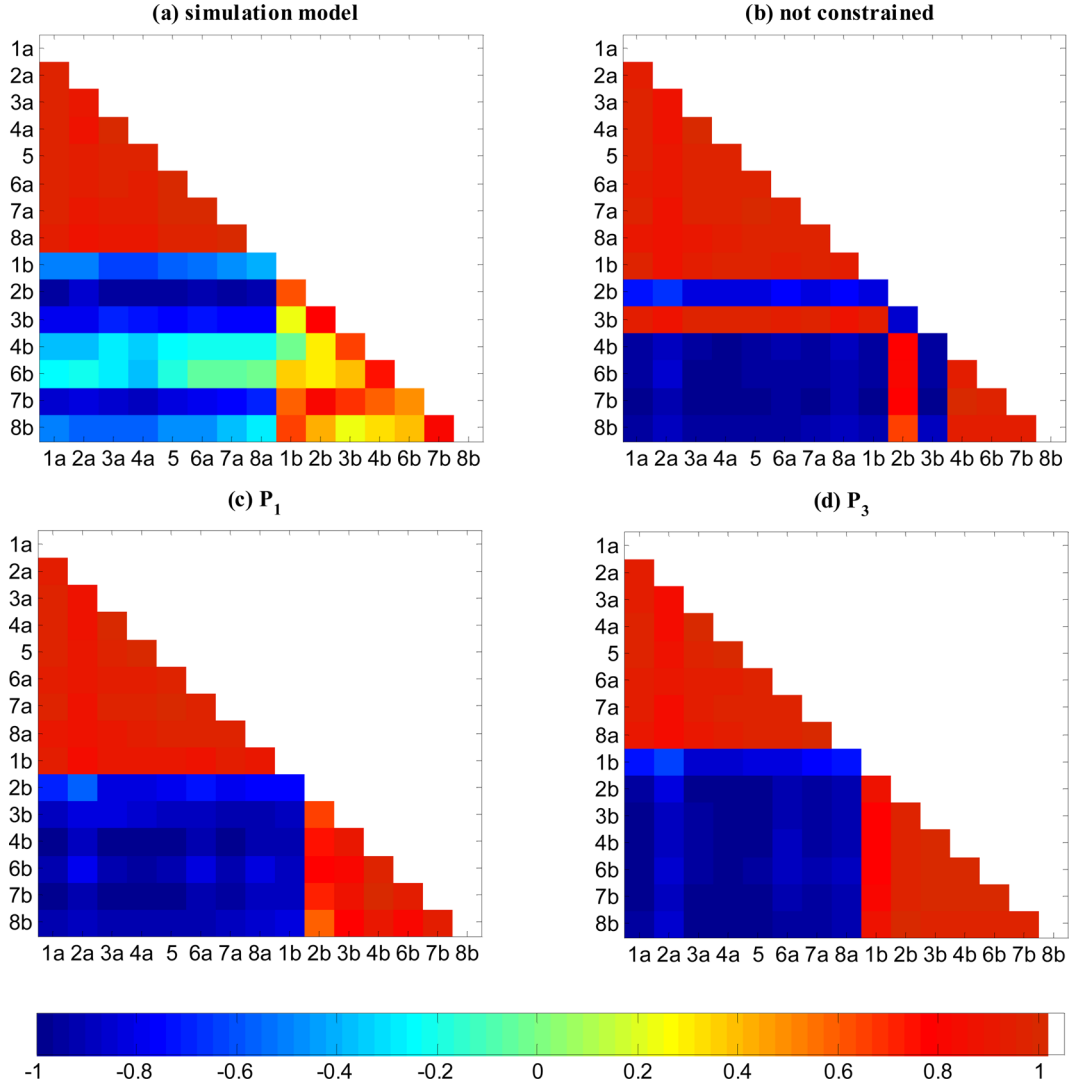 (a) simulation model
(b) not constrained
1a
2a
3a
4a
5
6a
7a
8a
1b
2b
3b
4b
6b
7b
8b
1a 2a 3a 4a 5 6a 7a 8a 1b 2b 3b 4b 6b 7b 8b
1a
2a
3a
4a
5
6a
7a
8a
1b
2b
3b
4b
6b
7b
8b
1a 2a 3a 4a 5 6a 7a 8a 1b 2b 3b 4b 6b 7b 8b
(c) P1
(d) P3
1a
2a
3a
4a
5
6a
7a
8a
1b
2b
3b
4b
6b
7b
8b
1a 2a 3a 4a 5 6a 7a 8a 1b 2b 3b 4b 6b 7b 8b
1a
2a
3a
4a
5
6a
7a
8a
1b
2b
3b
4b
6b
7b
8b
1a 2a 3a 4a 5 6a 7a 8a 1b 2b 3b 4b 6b 7b 8b
-1 -0.8 -0.6 -0.4 -0.2 0 0.2 0.4 0.6 0.8 1